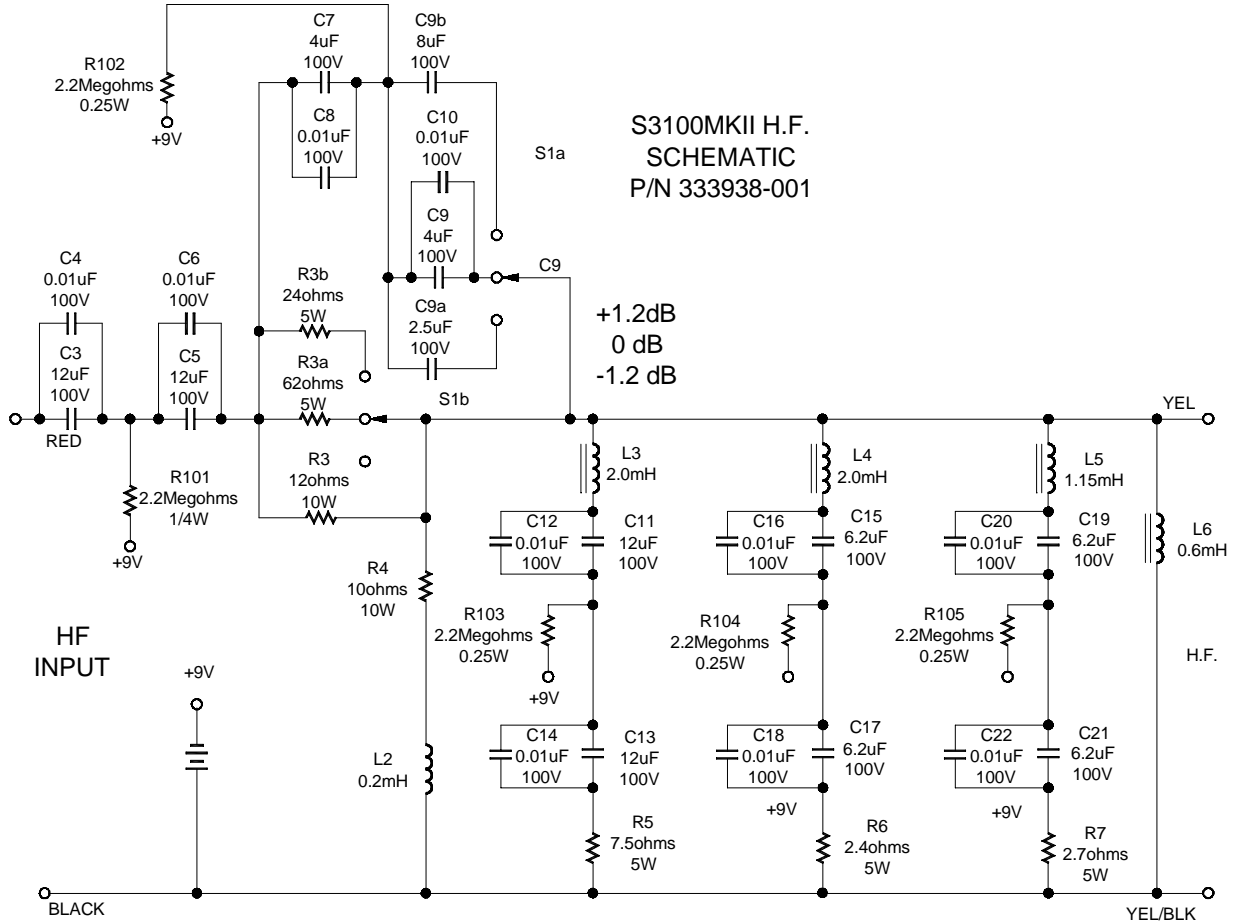 C7
4uF
100V
C9b
8uF
100V
R102
2.2Megohms
0.25W
+9V
C8
0.01uF
100V
C10
0.01uF
100V
S1a
S3100MKII H.F.
SCHEMATIC
P/N 333938-001
C9
4uF
100V
C9
C9a
2.5uF
100V
+1.2dB
0 dB
-1.2 dB
C4
0.01uF
100V
C6
0.01uF
100V
R3b
24ohms
5W
C3
12uF
100V
C5
12uF
100V
R3a
62ohms
5W
S1b
RED
YEL
R101
2.2Megohms
1/4W
+9V
R3
12ohms
10W
L3
2.0mH
L4
2.0mH
L5
1.15mH
L6
0.6mH
C12
0.01uF
100V
C11
12uF
100V
C16
0.01uF
100V
C15
6.2uF
100V
C20
0.01uF
100V
C19
6.2uF
100V
R4
10ohms
10W
R103
2.2Megohms
0.25W
+9V
R104
2.2Megohms
0.25W
R105
2.2Megohms
0.25W
HF
INPUT
H.F.
+9V
L2
0.2mH
C14
0.01uF
100V
C13
12uF
100V
C18
0.01uF
100V
C17
6.2uF
100V
+9V
C22
0.01uF
100V
C21
6.2uF
100V
+9V
R5
7.5ohms
5W
R6
2.4ohms
5W
R7
2.7ohms
5W
BLACK
YEL/BLK